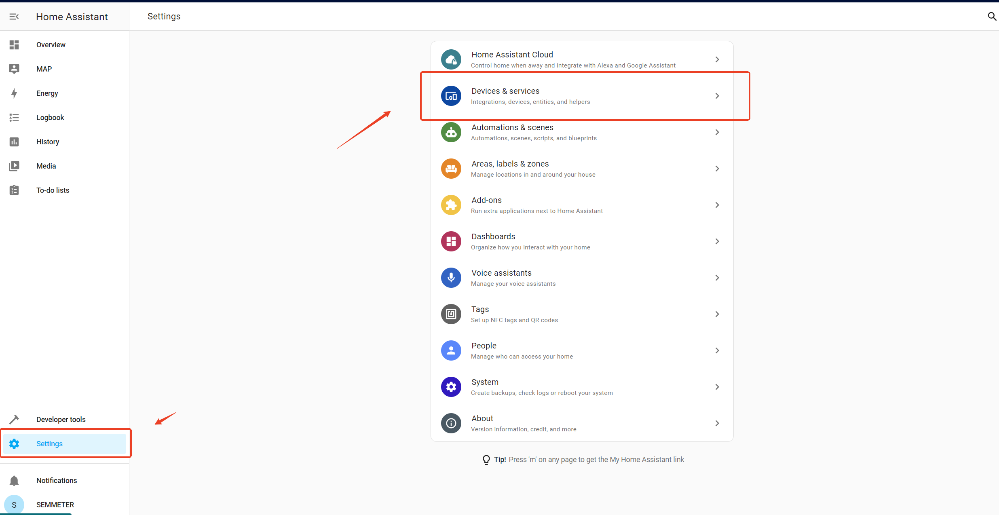 Home Assistant
Settings
Overview
MAP
Energy
Logbook
History
Media
To-do lists
Developer tools
Settings
Notifications
S
SEMMETER
Home Assistant Cloud
Control home when away and integrate with Alexa and Google Assistant
Devices & services
Integrations, devices, entities, and helpers
Automations & scenes
Automations, scenes, scripts, and blueprints
Areas, labels & zones
Manage locations in and around your house
Add-ons
Run extra applications next to Home Assistant
Dashboards
Organize how you interact with your home
Voice assistants
Manage your voice assistants
Tags
Set up NFC tags and QR codes
People
Manage who can access your home
System
Create backups, check logs or reboot your system
About
Version information, credit, and more
Tip! Press 'm' on any page to get the My Home Assistant link